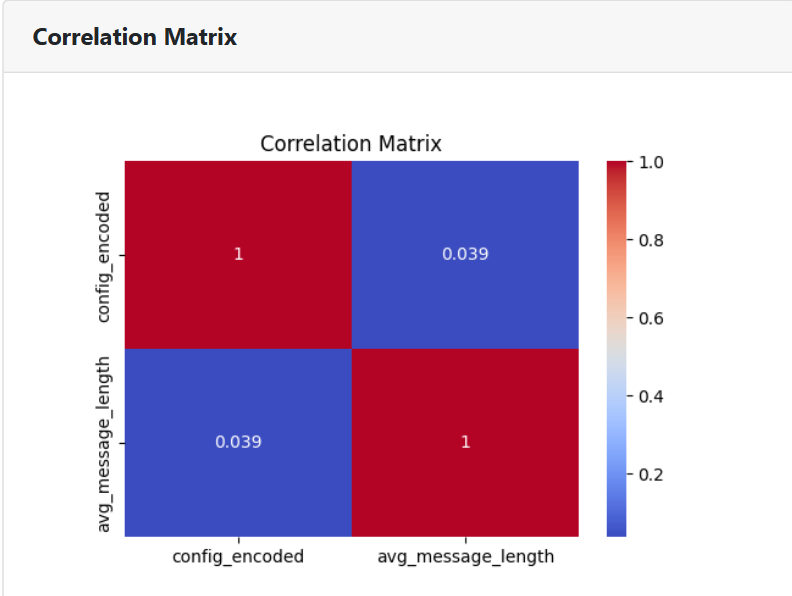 Correlation Matrix
Correlation Matrix
config_encoded
avg_message_length
1
0.039
0.039
1
config_encoded
avg_message_length
1.0
0.8
0.6
0.4
0.2